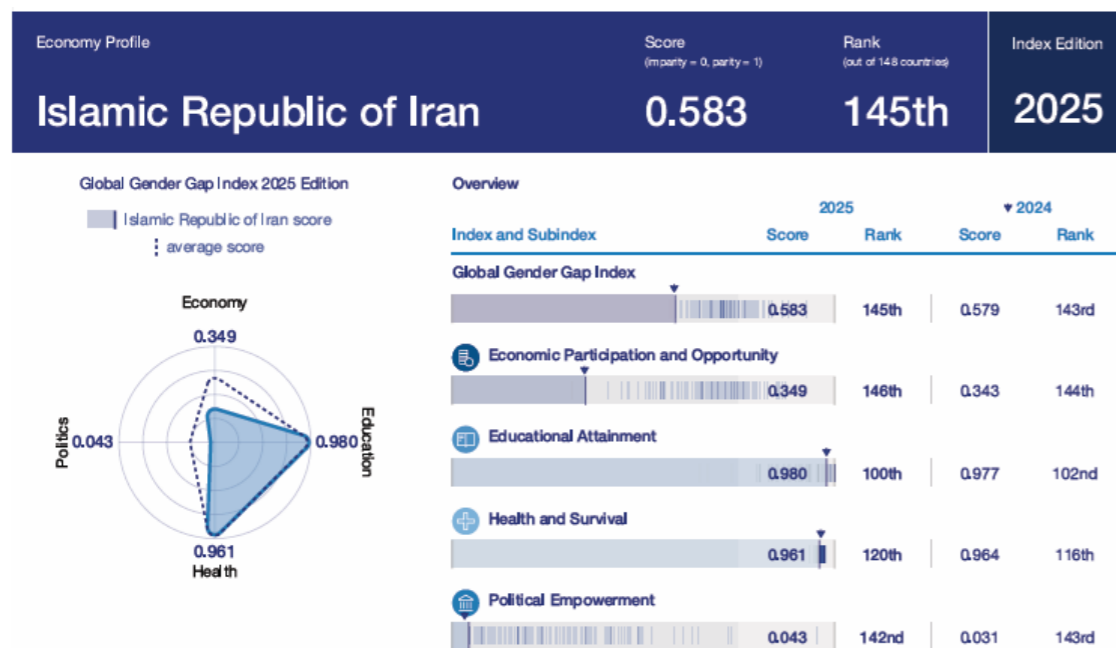 Economy Profile
Score
(imparity = 0, parity = 1)
Rank
(out of 148 countries)
Index Edition
Islamic Republic of Iran
0.583
145th
2025
Global Gender Gap Index 2025 Edition
Islamic Republic of Iran score
average score
Economy
0.349
Politics
0.043
0.980
Education
0.961
Health
Overview
2025
2024
Index and Subindex Score Rank Score Rank
Global Gender Gap Index
0.583 145th 0.579 143rd
Economic Participation and Opportunity
0.349 146th 0.343 144th
Educational Attainment
0.980 100th 0.977 102nd
Health and Survival
0.961 120th 0.964 116th
Political Empowerment
0.043 142nd 0.031 143rd